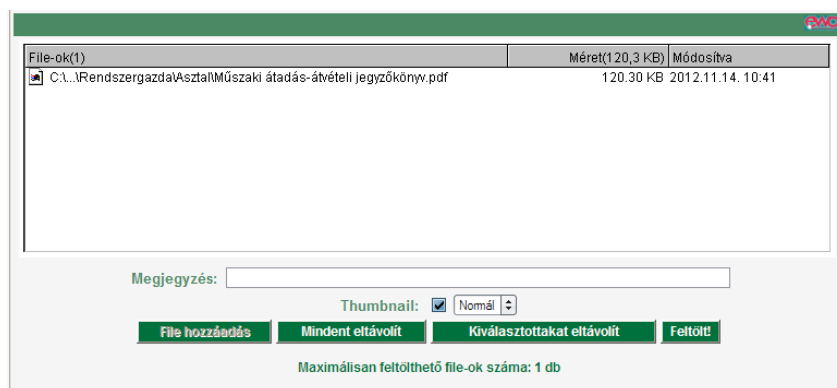 ewc
File-ok(1) Méret(120,3 KB) Módosítva
C:\...\Rendszergazda\Asztal\Műszaki átadás-átvételi jegyzőkönyv.pdf 120.30 KB 2012.11.14. 10:41
Megjegyzés:
Thumbnail: Normál
File hozzáadás Mindent eltávolít Kiválasztottakat eltávolít Feltölt!
Maximálisan feltölthető file-ok száma: 1 db